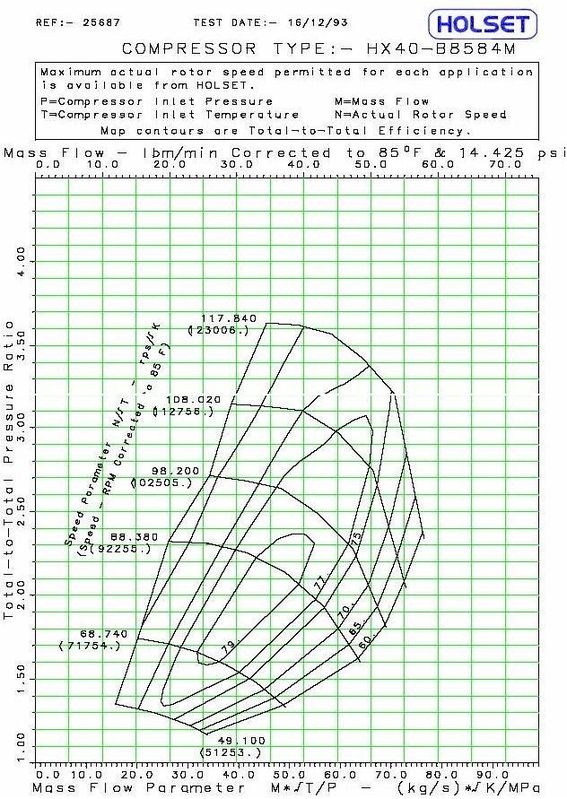 REF:- 25687 TEST DATE:- 16/12/93 HOLSET
COMPRESSOR TYPE:- HX40-B8584M
Maximum actual rotor speed permitted for each application
is available from HOLSET.
P=Compressor Inlet Pressure M=Mass Flow
T=Compressor Inlet Temperature N=Actual Rotor Speed
Map contours are Total-to-Total Efficiency.
Mass Flow - lbm/min Corrected to 85°F & 14.425 psi
0.0 10.0 20.0 30.0 40.0 50.0 60.0 70.0
Total-to-Total Pressure Ratio
4.00
3.50
3.00
2.50
2.00
1.50
1.00
Speed Parameter N/√T - rps/√K
(Speed - RPM Corrected to 85 F)
117.840
(23006.)
108.020
(12756.)
98.200
(02505.)
88.380
(92255.)
68.740
(71754.)
49.100
(51253.)
75
77
79
70.
65.
60.
0.0 10.0 20.0 30.0 40.0 50.0 60.0 70.0 80.0 90.0
Mass Flow Parameter M*√T/P - (kg/s)*√K/MPa